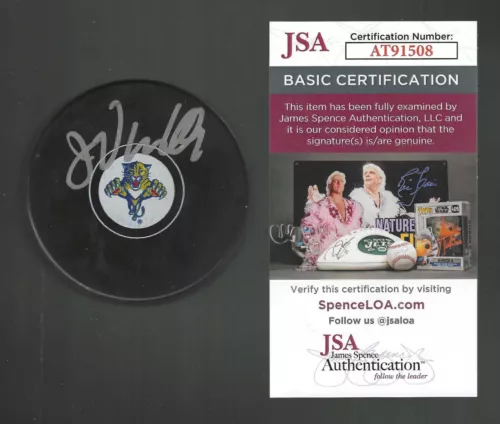 JSA
Certification Number:
AT91508
BASIC CERTIFICATION
This item has been fully examined by
James Spence Authentication, LLC and
it is our considered opinion that the
signature(s) is/are genuine.
NATURE
JETS
Verify this certification by visiting
SpenceLOA.com
Follow us @jsaloa
JSA
James Spence
Authentication™
follow the leader